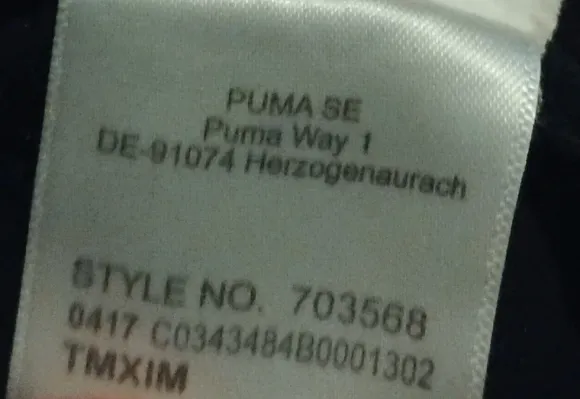 PUMA SE
Puma Way 1
DE-91074 Herzogenaurach
STYLE NO. 703568
0417 C0343484B0001302
TMXIM